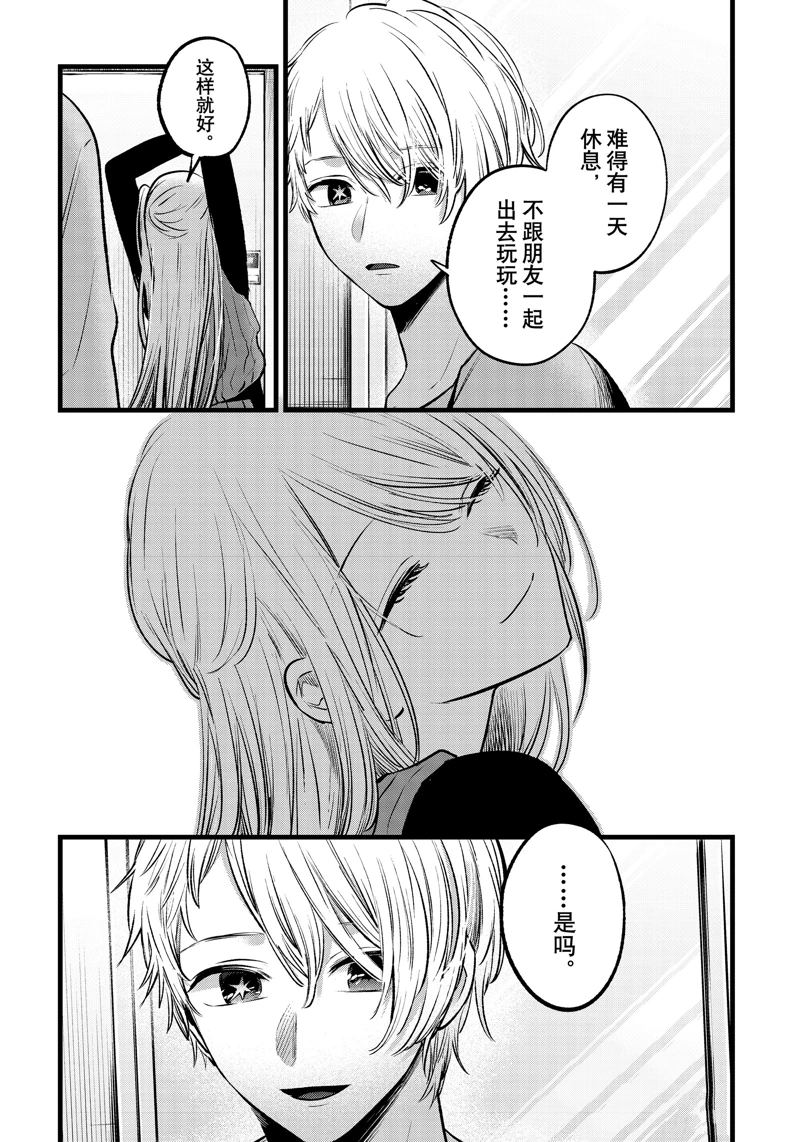 难得有一天
休息，
不跟朋友一起
出去玩玩……
这样就好。
……是吗。